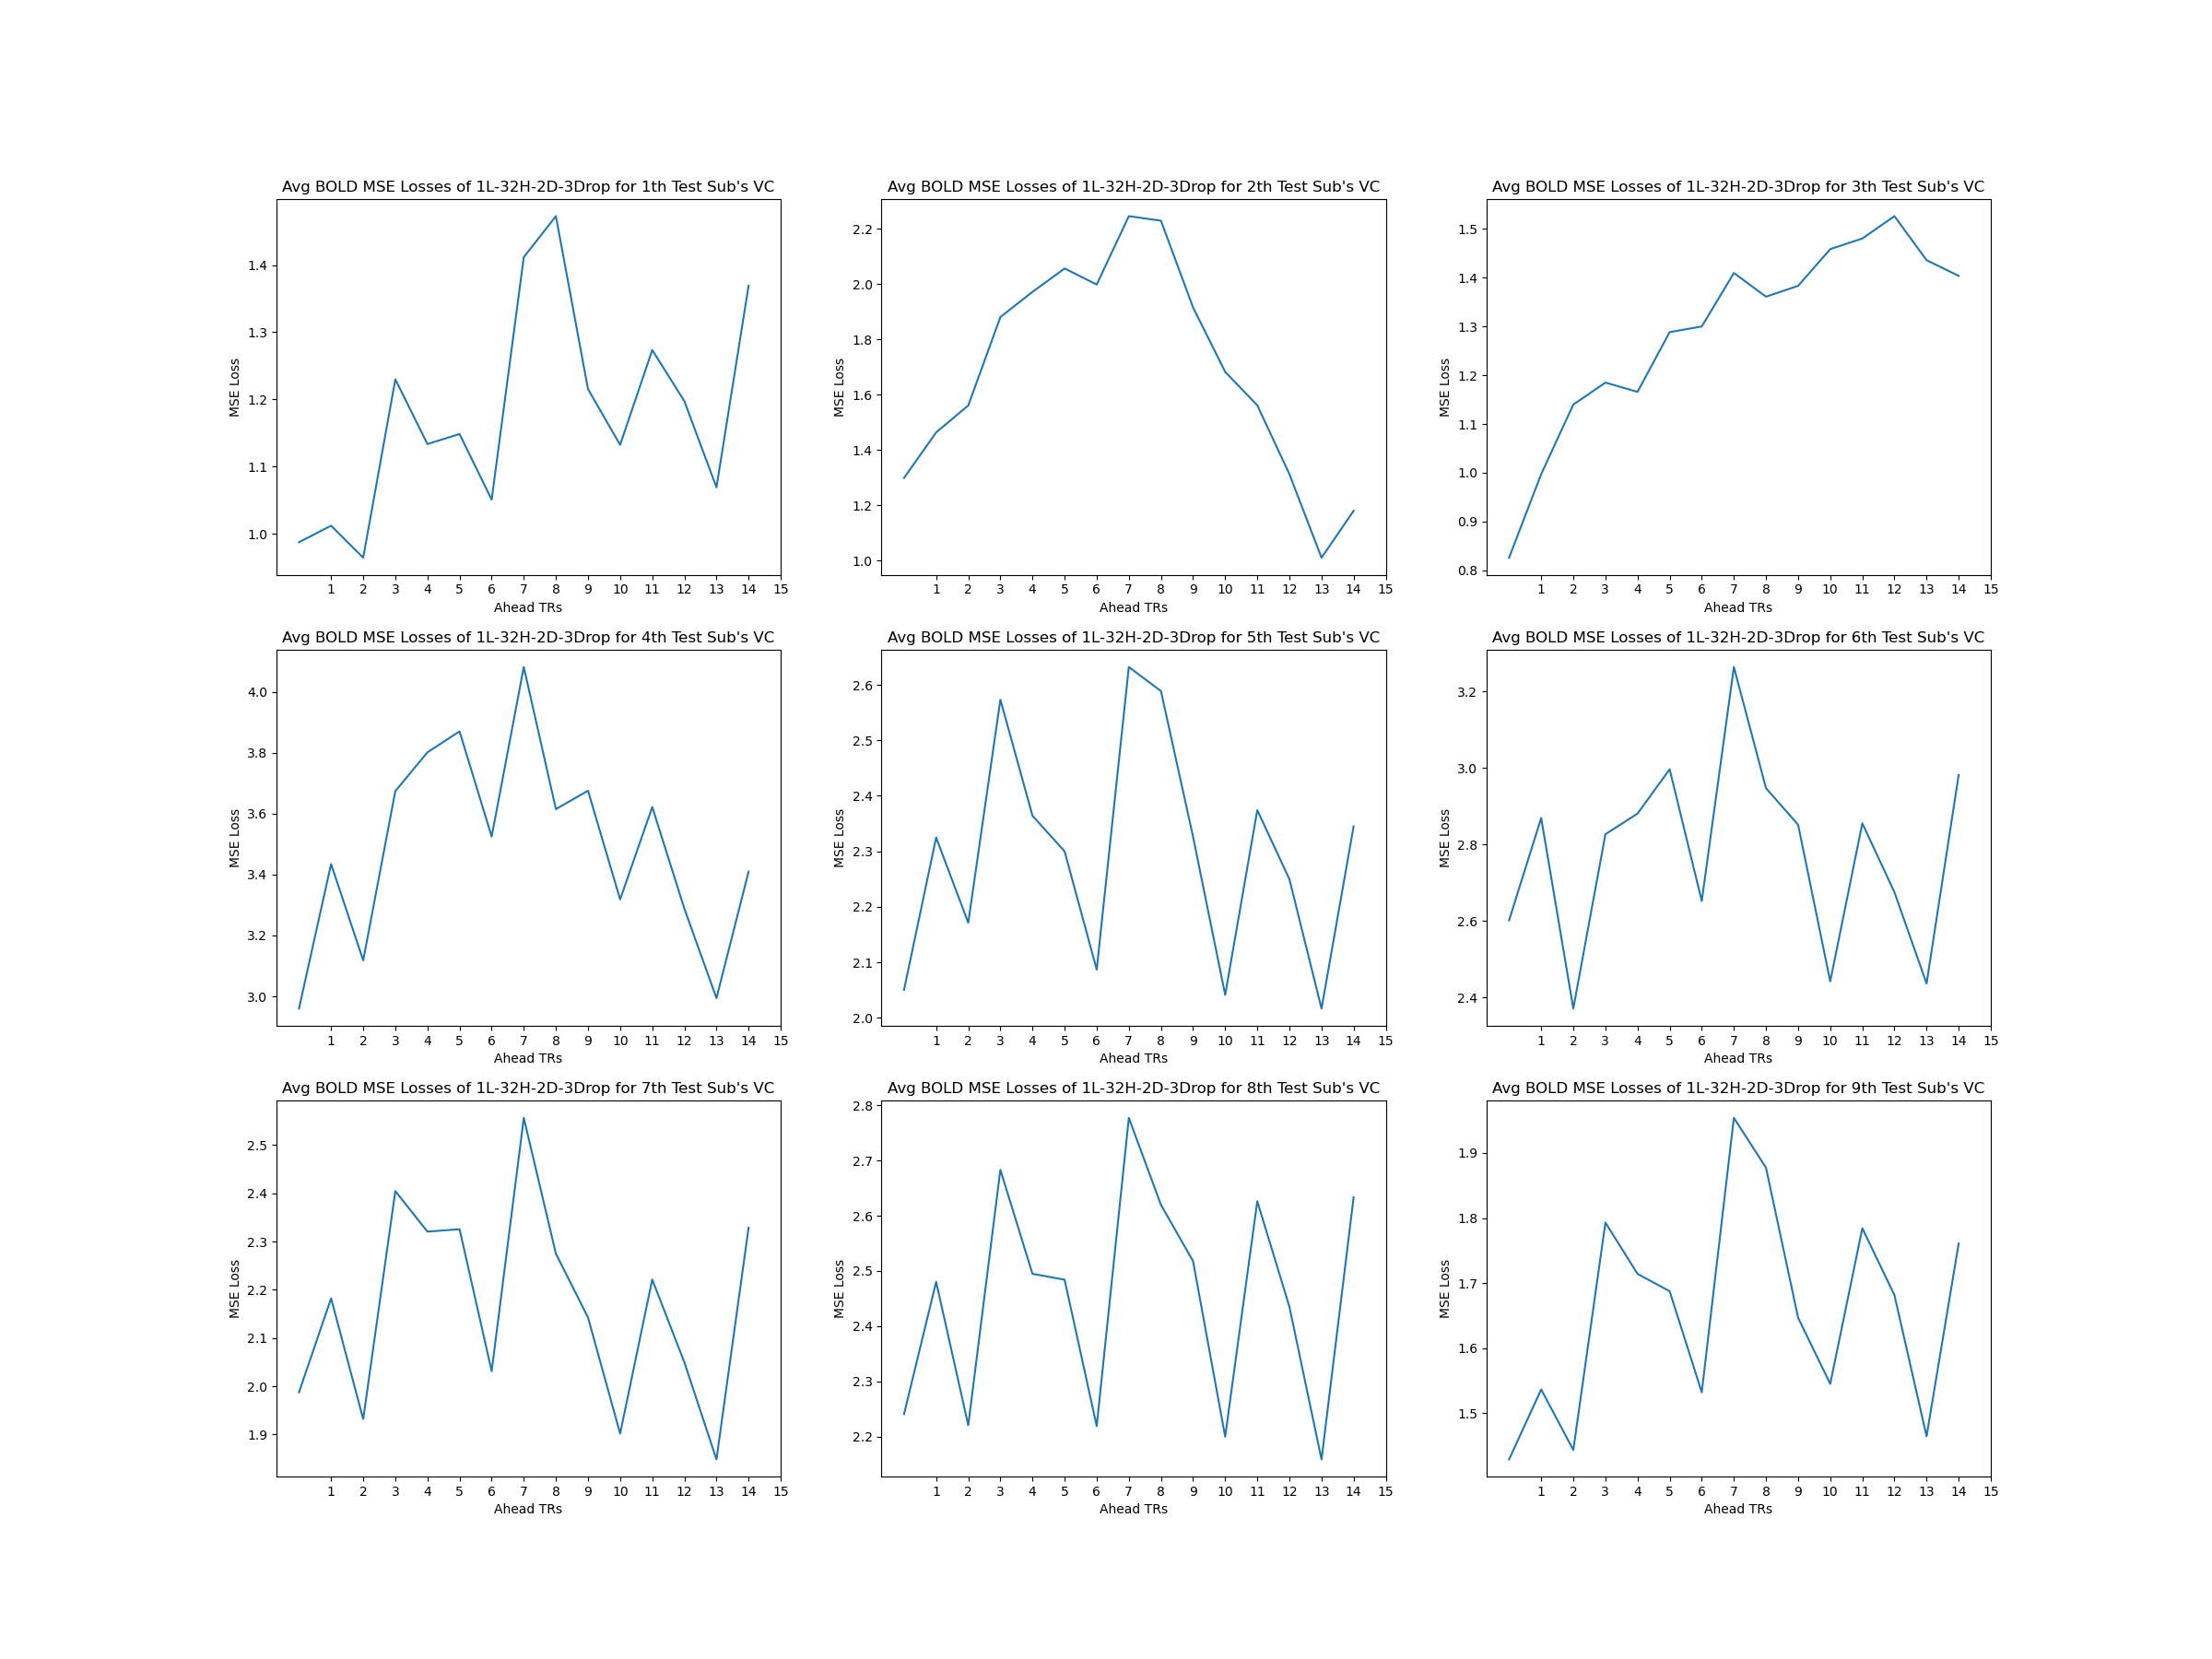 Avg BOLD MSE Losses of 1L-32H-2D-3Drop for 1th Test Sub's VC
MSE Loss
1.4
1.3
1.2
1.1
1.0
1 2 3 4 5 6 7 8 9 10 11 12 13 14 15
Ahead TRs
Avg BOLD MSE Losses of 1L-32H-2D-3Drop for 2th Test Sub's VC
MSE Loss
2.2
2.0
1.8
1.6
1.4
1.2
1.0
1 2 3 4 5 6 7 8 9 10 11 12 13 14 15
Ahead TRs
Avg BOLD MSE Losses of 1L-32H-2D-3Drop for 3th Test Sub's VC
MSE Loss
1.5
1.4
1.3
1.2
1.1
1.0
0.9
0.8
1 2 3 4 5 6 7 8 9 10 11 12 13 14 15
Ahead TRs
Avg BOLD MSE Losses of 1L-32H-2D-3Drop for 4th Test Sub's VC
MSE Loss
4.0
3.8
3.6
3.4
3.2
3.0
1 2 3 4 5 6 7 8 9 10 11 12 13 14 15
Ahead TRs
Avg BOLD MSE Losses of 1L-32H-2D-3Drop for 5th Test Sub's VC
MSE Loss
2.6
2.5
2.4
2.3
2.2
2.1
2.0
1 2 3 4 5 6 7 8 9 10 11 12 13 14 15
Ahead TRs
Avg BOLD MSE Losses of 1L-32H-2D-3Drop for 6th Test Sub's VC
MSE Loss
3.2
3.0
2.8
2.6
2.4
1 2 3 4 5 6 7 8 9 10 11 12 13 14 15
Ahead TRs
Avg BOLD MSE Losses of 1L-32H-2D-3Drop for 7th Test Sub's VC
MSE Loss
2.5
2.4
2.3
2.2
2.1
2.0
1.9
1 2 3 4 5 6 7 8 9 10 11 12 13 14 15
Ahead TRs
Avg BOLD MSE Losses of 1L-32H-2D-3Drop for 8th Test Sub's VC
MSE Loss
2.8
2.7
2.6
2.5
2.4
2.3
2.2
1 2 3 4 5 6 7 8 9 10 11 12 13 14 15
Ahead TRs
Avg BOLD MSE Losses of 1L-32H-2D-3Drop for 9th Test Sub's VC
MSE Loss
1.9
1.8
1.7
1.6
1.5
1 2 3 4 5 6 7 8 9 10 11 12 13 14 15
Ahead TRs